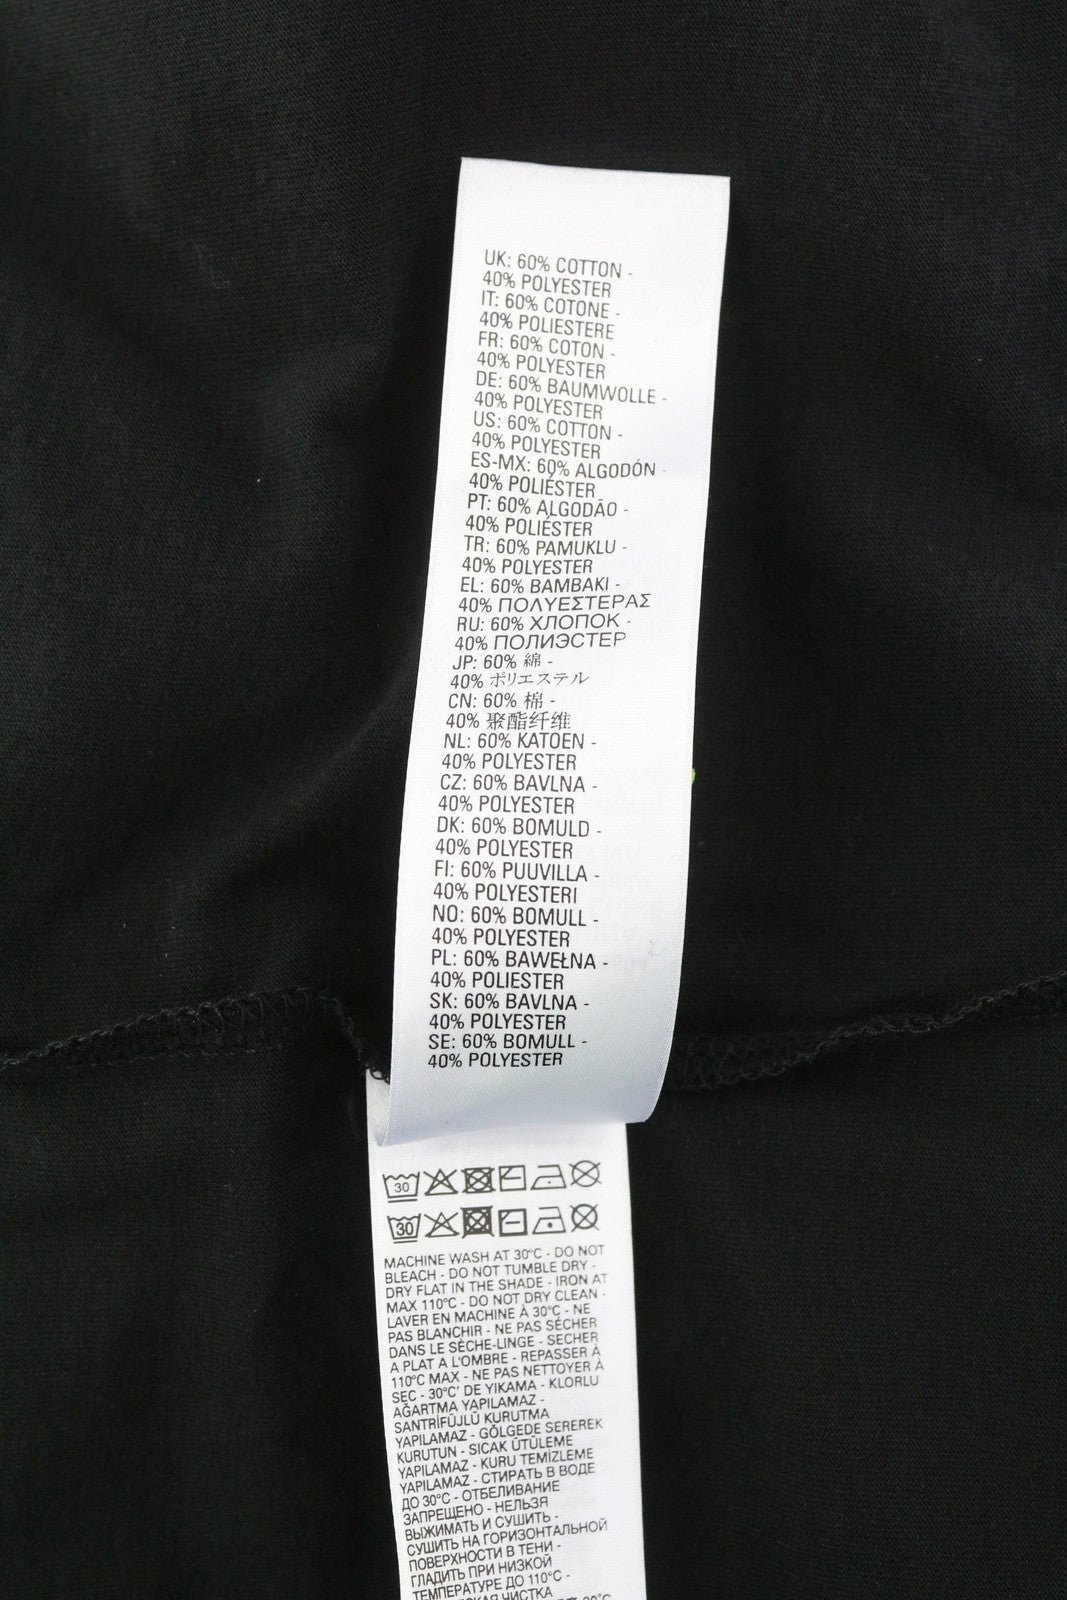 UK: 60% COTTON -
40% POLYESTER
IT: 60% COTONE -
40% POLIESTERE
FR: 60% COTON -
40% POLYESTER
DE: 60% BAUMWOLLE -
40% POLYESTER
US: 60% COTTON -
40% POLYESTER
ES-MX: 60% ALGODÓN -
40% POLIÉSTER
PT: 60% ALGODÃO -
40% POLIÉSTER
TR: 60% PAMUKLU -
40% POLYESTER
EL: 60% ΒΑΜΒΑΚΙ -
40% ΠΟΛΥΕΣΤΕΡΑΣ
RU: 60% ХЛОПОК -
40% ПОЛИЭСТЕР
JP: 60% 綿 -
40% ポリエステル
CN: 60% 棉 -
40% 聚酯纤维
NL: 60% KATOEN -
40% POLYESTER
CZ: 60% BAVLNA -
40% POLYESTER
DK: 60% BOMULD -
40% POLYESTER
FI: 60% PUUVILLA -
40% POLYESTERI
NO: 60% BOMULL -
40% POLYESTER
PL: 60% BAWEŁNA -
40% POLIESTER
SK: 60% BAVLNA -
40% POLYESTER
SE: 60% BOMULL -
40% POLYESTER
30
30
MACHINE WASH AT 30°C - DO NOT
BLEACH - DO NOT TUMBLE DRY -
DRY FLAT IN THE SHADE - IRON AT
MAX 110°C - DO NOT DRY CLEAN -
LAVER EN MACHINE À 30°C - NE
PAS BLANCHIR - NE PAS SÉCHER
DANS LE SÈCHE-LINGE - SECHER
A PLAT A L'OMBRE - REPASSER À
110°C MAX - NE PAS NETTOYER À
SEC - 30°C' DE YIKAMA - KLORLU
AĞARTMA YAPILAMAZ -
SANTRİFÜJLÜ KURUTMA
YAPILAMAZ - GÖLGEDE SEREREK
KURUTUN - SICAK ÜTÜLEME
YAPILAMAZ - KURU TEMİZLEME
YAPILAMAZ - СТИРАТЬ В ВОДЕ
ДО 30°C - ОТБЕЛИВАНИЕ
ЗАПРЕЩЕНО - НЕЛЬЗЯ
ВЫЖИМАТЬ И СУШИТЬ -
СУШИТЬ НА ГОРИЗОНТАЛЬНОЙ
ПОВЕРХНОСТИ В ТЕНИ -
ГЛАДИТЬ ПРИ НИЗКОЙ
ТЕМПЕРАТУРЕ ДО 110°C -
ЧИСТКА